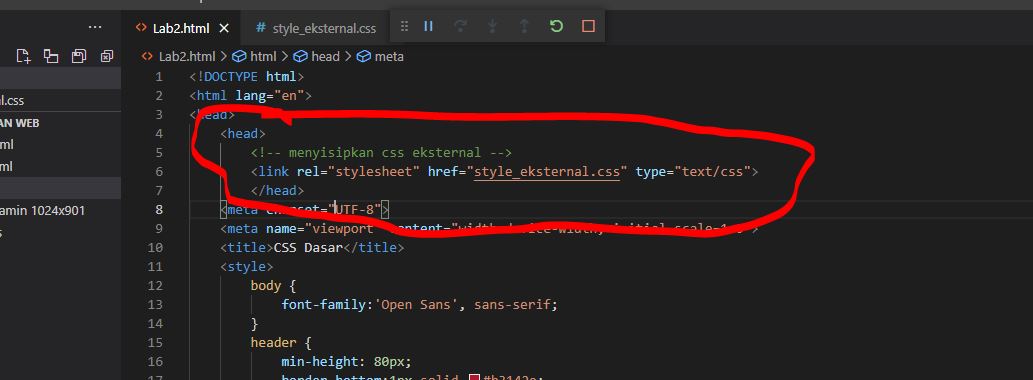 Lab2.html
style_eksternal.css
Lab2.html > html > head > meta
l.css
AN WEB
ml
ml
amin 1024x901
s
1 <!DOCTYPE html>
2 <html lang="en">
3 <head>
4 <head>
5 <!-- menyisipkan css eksternal -->
6 <link rel="stylesheet" href="style_eksternal.css" type="text/css">
7 </head>
8 <meta charset="UTF-8">
9 <meta name="viewport" content="width=device-width, initial-scale=1.0">
10 <title>CSS Dasar</title>
11 <style>
12 body {
13 font-family:'Open Sans', sans-serif;
14 }
15 header {
16 min-height: 80px;
17 border-bottom:1px solid #b3142e;